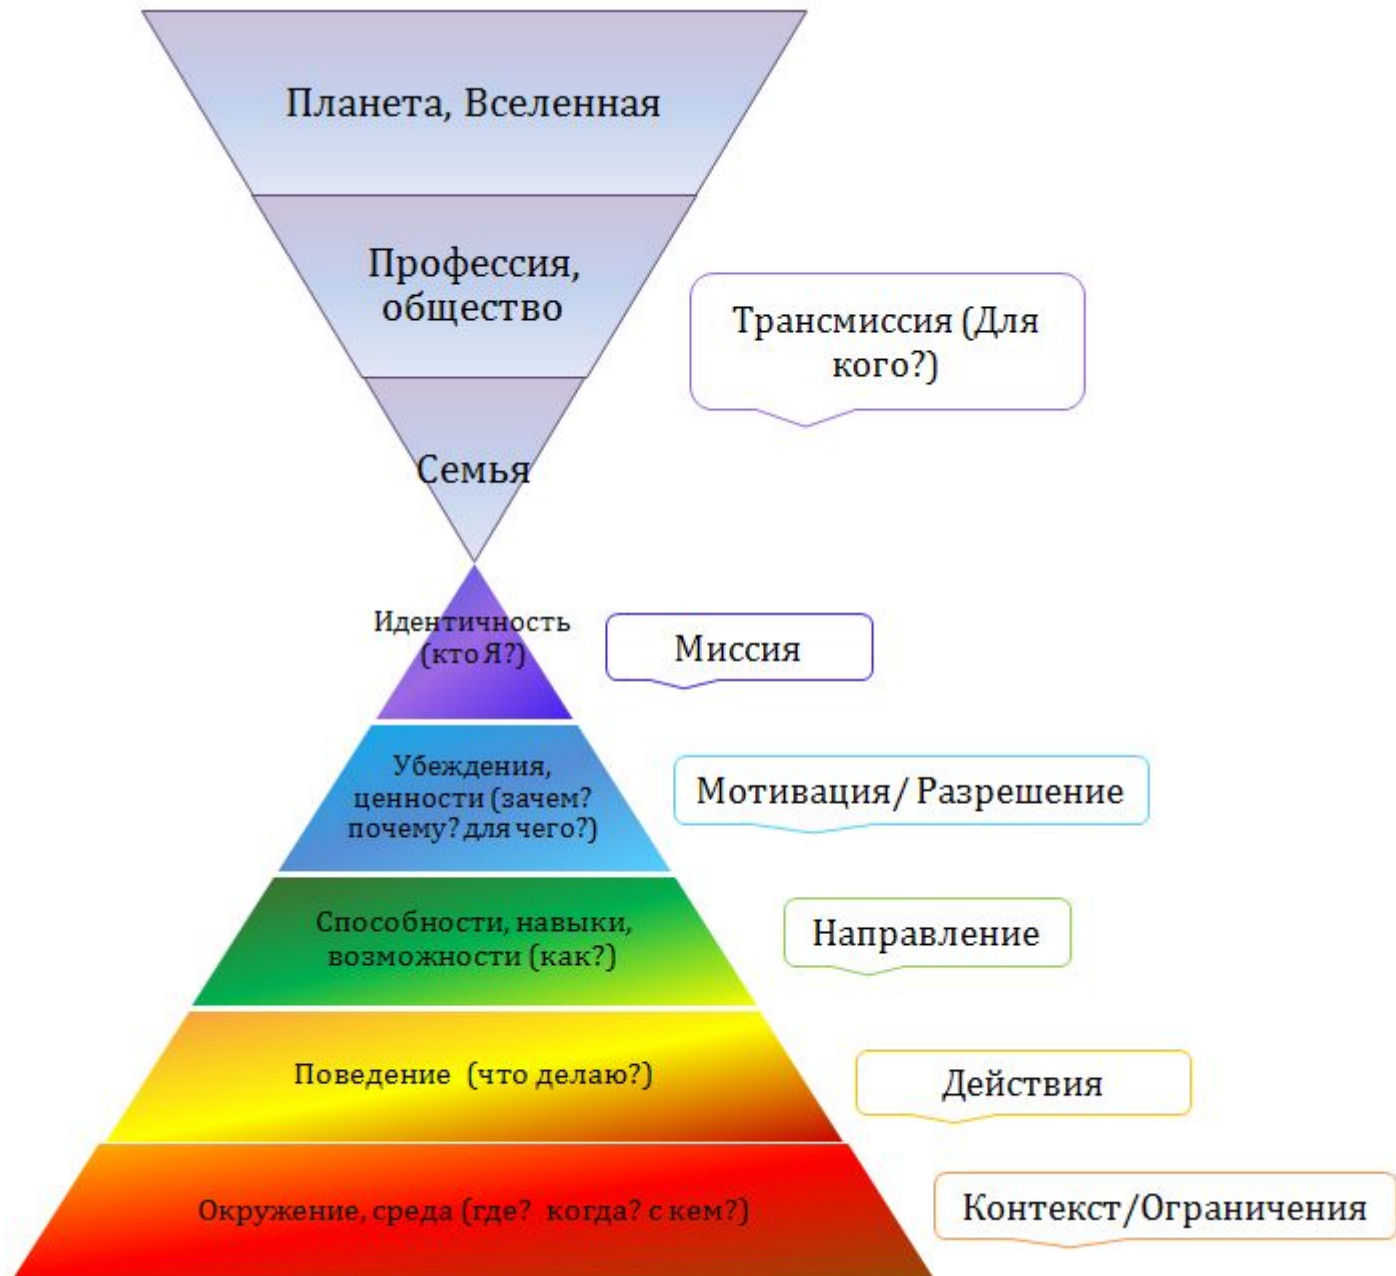 Планета, Вселенная
Профессия,
общество
Трансмиссия (Для
кого?)
Семья
Идентичность
(кто Я?)
Миссия
Убеждения,
ценности (зачем?
почему? для чего?)
Мотивация/ Разрешение
Способности, навыки,
возможности (как?)
Направление
Поведение (что делаю?)
Действия
Окружение, среда (где? когда? с кем?)
Контекст/Ограничения